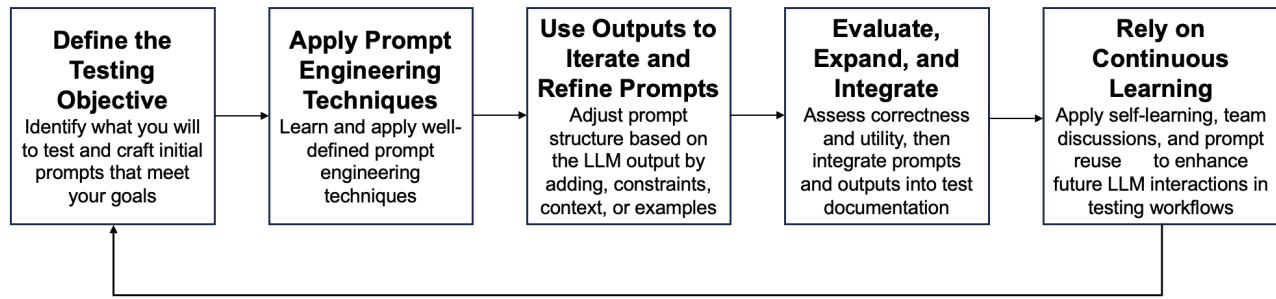 Define the
Testing
Objective
Identify what you will
to test and craft initial
prompts that meet
your goals
Apply Prompt
Engineering
Techniques
Learn and apply well-
defined prompt
engineering
techniques
Use Outputs to
Iterate and
Refine Prompts
Adjust prompt
structure based on
the LLM output by
adding, constraints,
context, or examples
Evaluate,
Expand, and
Integrate
Assess correctness
and utility, then
integrate prompts
and outputs into test
documentation
Rely on
Continuous
Learning
Apply self-learning, team
discussions, and prompt
reuse to enhance
future LLM interactions in
testing workflows